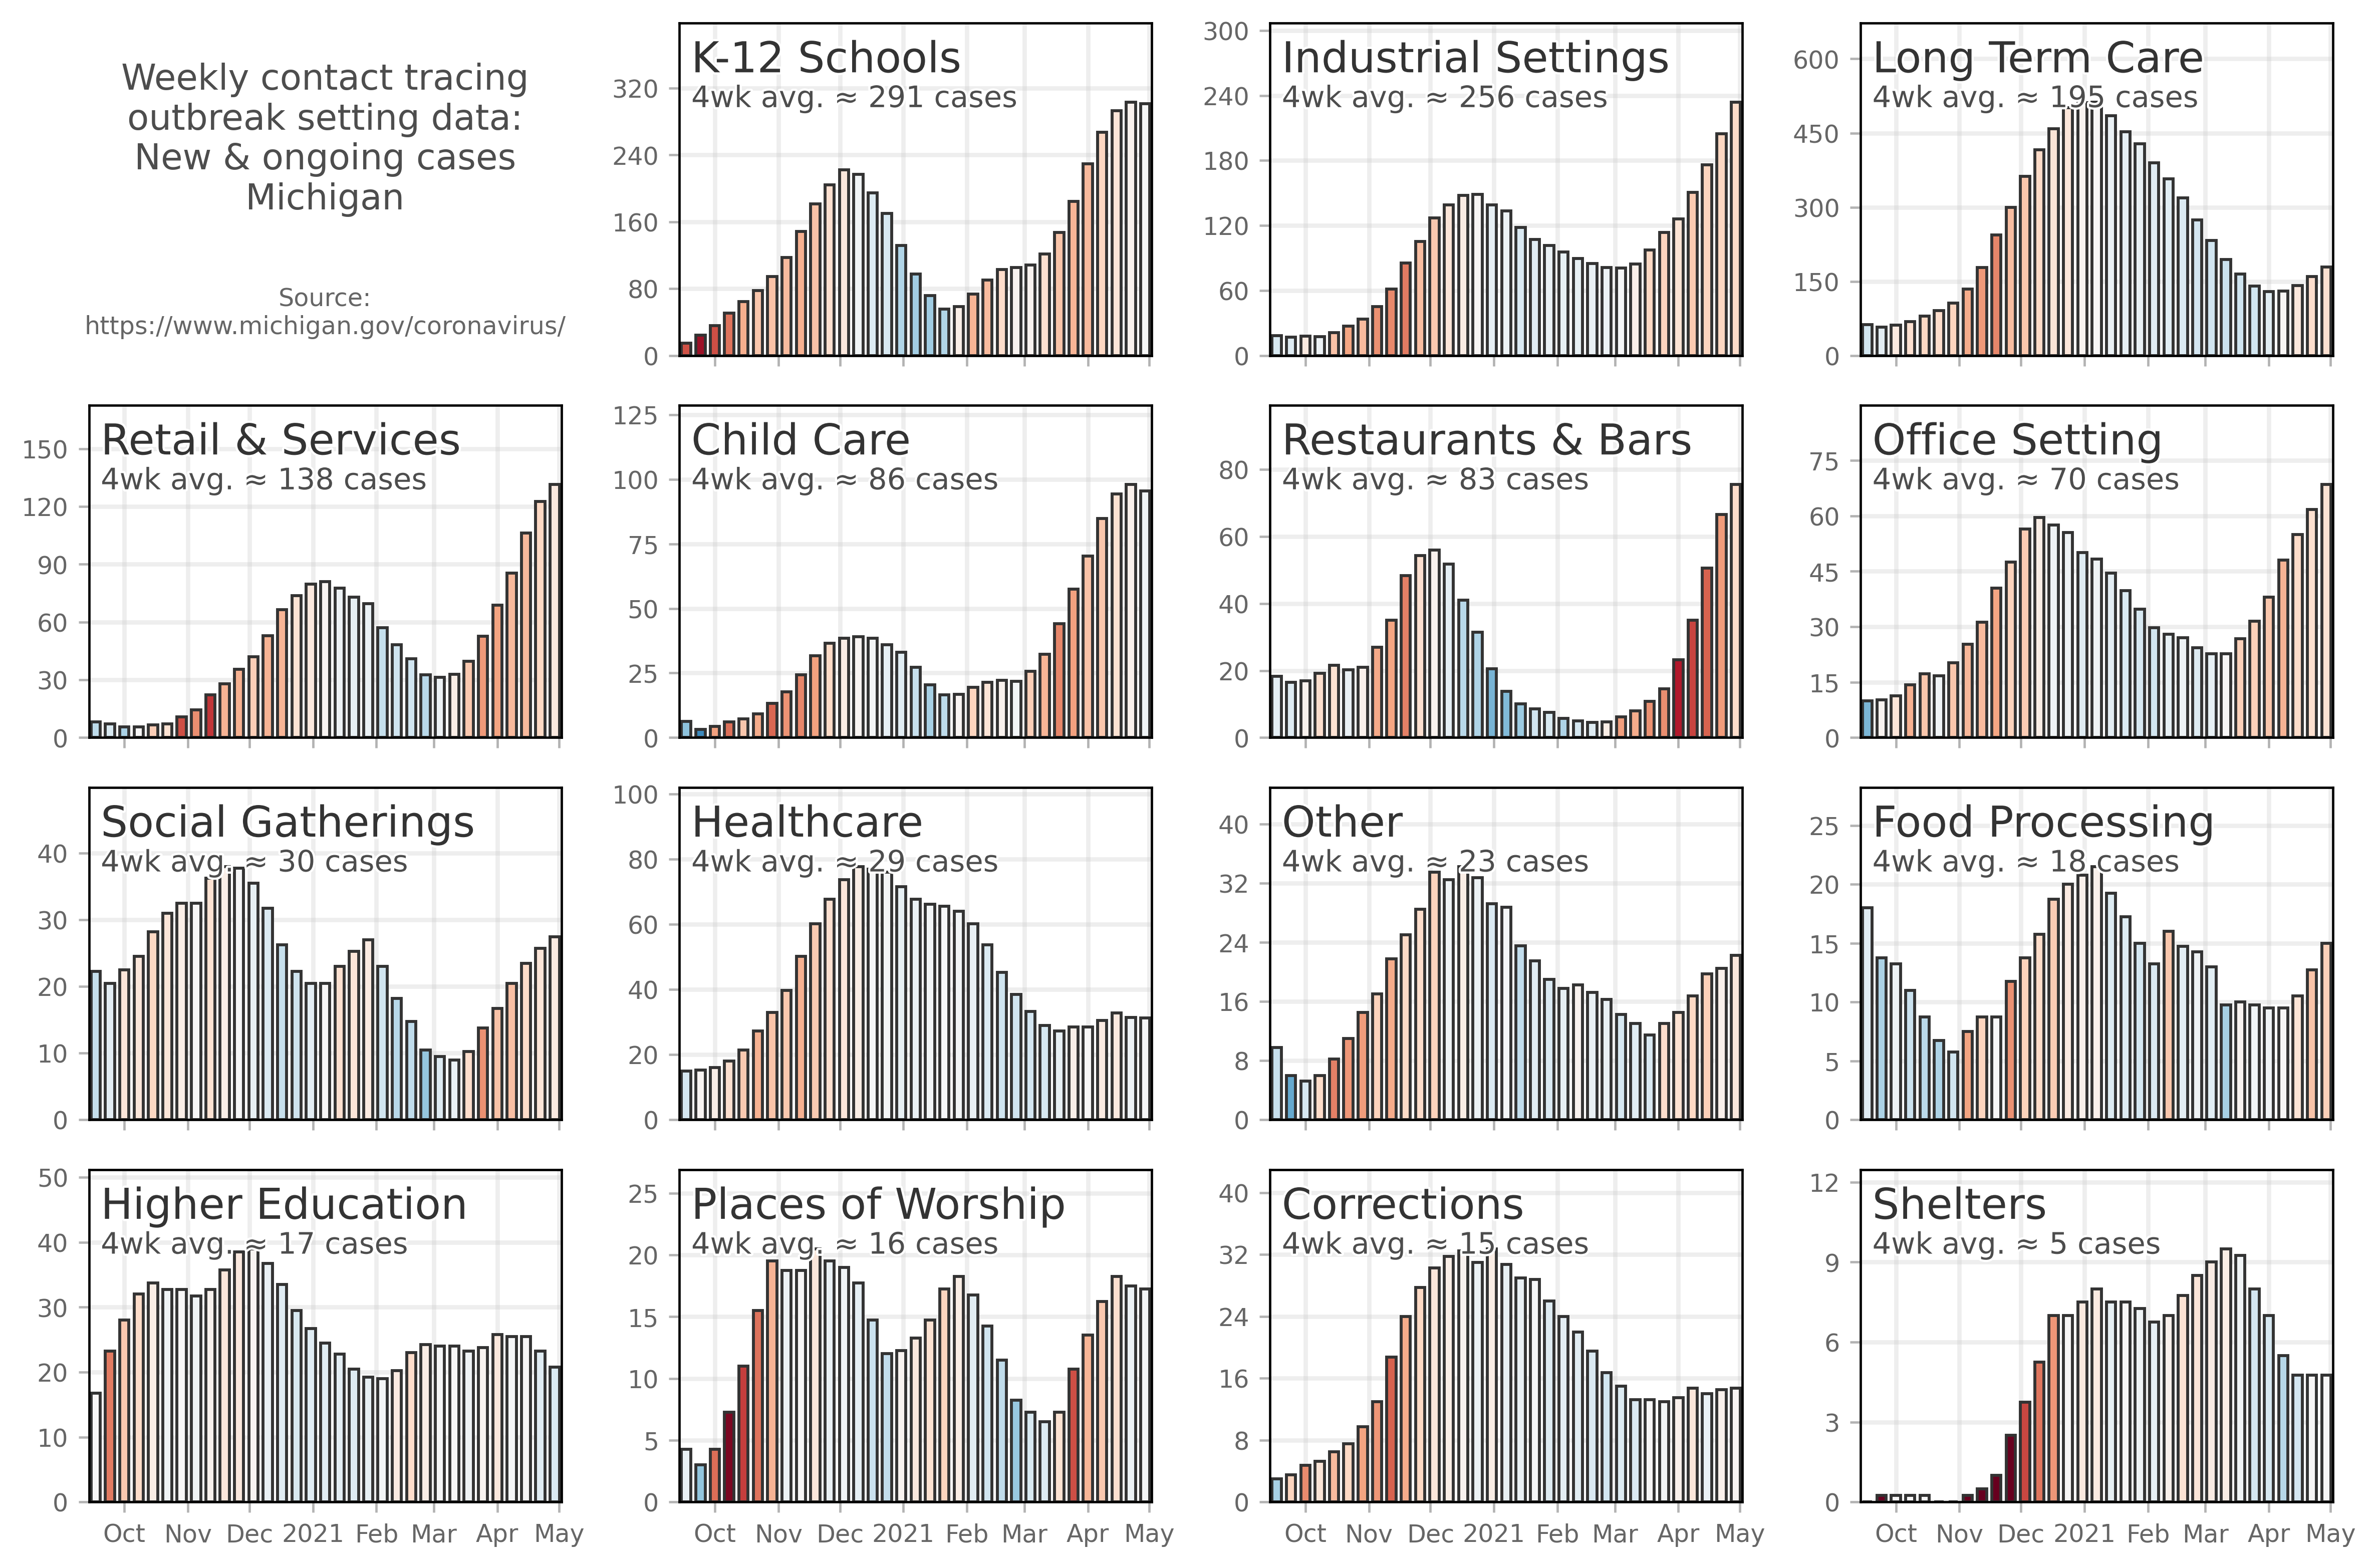 Weekly contact tracing
outbreak setting data:
New & ongoing cases
Michigan
Source:
https://www.michigan.gov/coronavirus/
K-12 Schools
4wk avg. ≈ 291 cases
320
240
160
80
0
Industrial Settings
4wk avg. ≈ 256 cases
300
240
180
120
60
0
Long Term Care
4wk avg. ≈ 195 cases
600
450
300
150
0
Retail & Services
4wk avg. ≈ 138 cases
150
120
90
60
30
0
Child Care
4wk avg. ≈ 86 cases
125
100
75
50
25
0
Restaurants & Bars
4wk avg. ≈ 83 cases
80
60
40
20
0
Office Setting
4wk avg. ≈ 70 cases
75
60
45
30
15
0
Social Gatherings
4wk avg. ≈ 30 cases
40
30
20
10
0
Healthcare
4wk avg. ≈ 29 cases
100
80
60
40
20
0
Other
4wk avg. ≈ 23 cases
40
32
24
16
8
0
Food Processing
4wk avg. ≈ 18 cases
25
20
15
10
5
0
Higher Education
4wk avg. ≈ 17 cases
50
40
30
20
10
0
Oct Nov Dec 2021 Feb Mar Apr May
Places of Worship
4wk avg. ≈ 16 cases
25
20
15
10
5
0
Oct Nov Dec 2021 Feb Mar Apr May
Corrections
4wk avg. ≈ 15 cases
40
32
24
16
8
0
Oct Nov Dec 2021 Feb Mar Apr May
Shelters
4wk avg. ≈ 5 cases
12
9
6
3
0
Oct Nov Dec 2021 Feb Mar Apr May